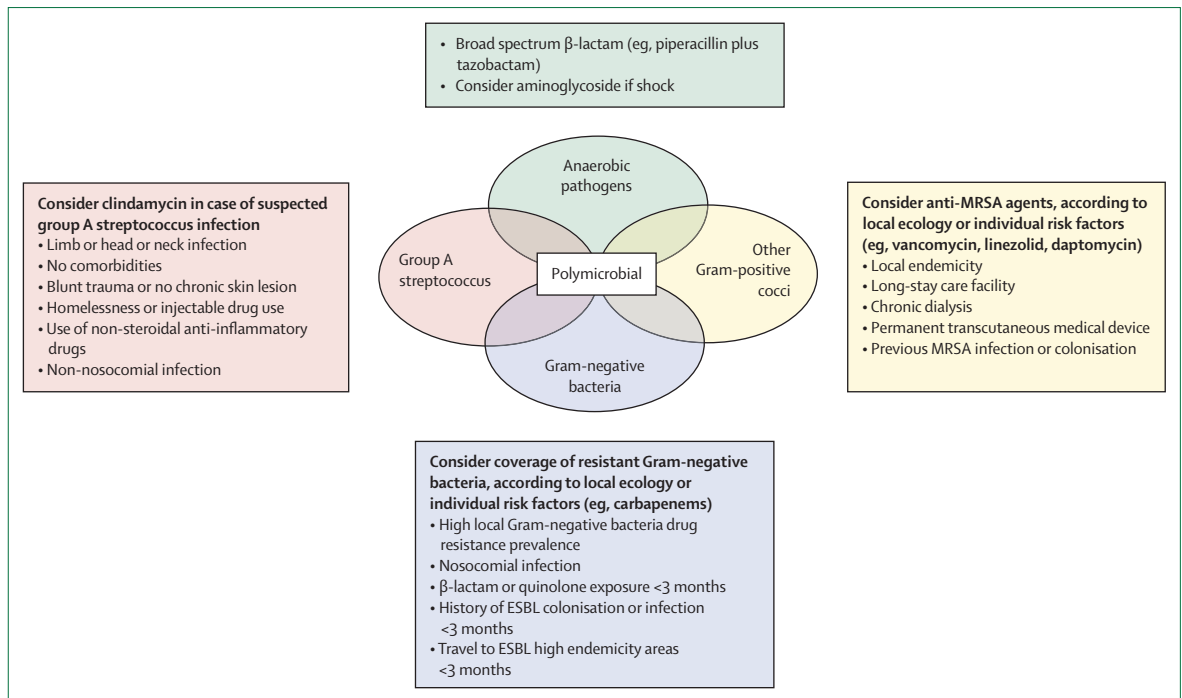 • Broad spectrum β-lactam (eg, piperacillin plus
tazobactam)
• Consider aminoglycoside if shock
Anaerobic
pathogens
Consider clindamycin in case of suspected
group A streptococcus infection
• Limb or head or neck infection
• No comorbidities
• Blunt trauma or no chronic skin lesion
• Homelessness or injectable drug use
• Use of non-steroidal anti-inflammatory
drugs
• Non-nosocomial infection
Group A
streptococcus
Polymicrobial
Other
Gram-positive
cocci
Consider anti-MRSA agents, according to
local ecology or individual risk factors
(eg, vancomycin, linezolid, daptomycin)
• Local endemicity
• Long-stay care facility
• Chronic dialysis
• Permanent transcutaneous medical device
• Previous MRSA infection or colonisation
Gram-negative
bacteria
Consider coverage of resistant Gram-negative
bacteria, according to local ecology or
individual risk factors (eg, carbapenems)
• High local Gram-negative bacteria drug
resistance prevalence
• Nosocomial infection
• β-lactam or quinolone exposure <3 months
• History of ESBL colonisation or infection
<3 months
• Travel to ESBL high endemicity areas
<3 months